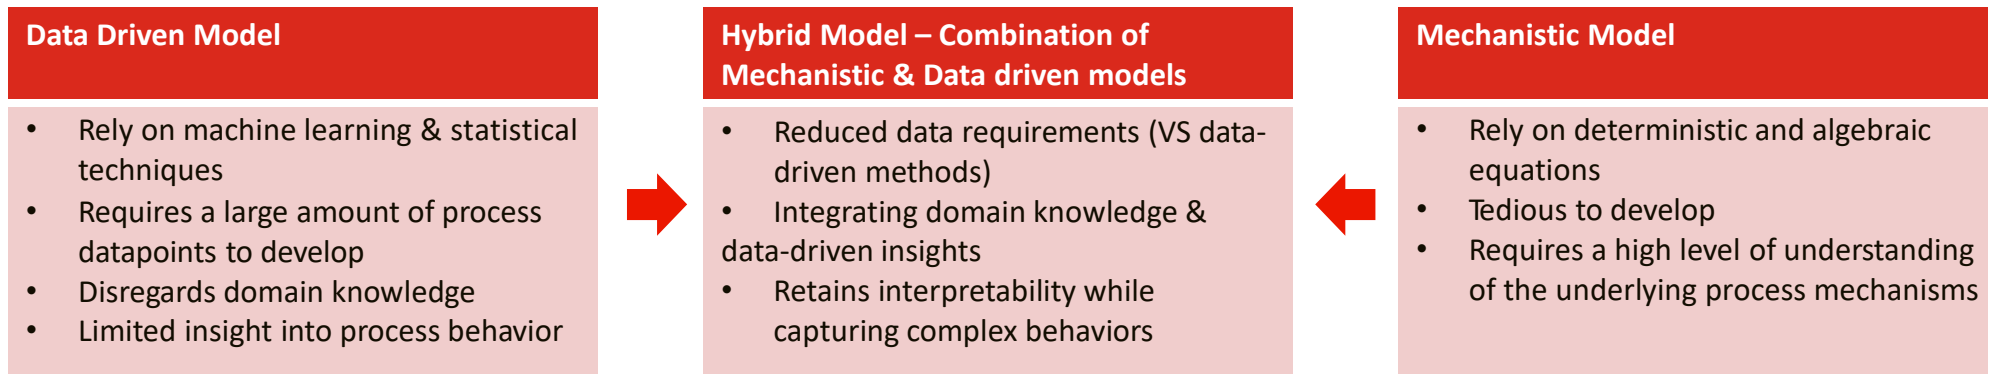 Data Driven Model
• Rely on machine learning & statistical
techniques
• Requires a large amount of process
datapoints to develop
• Disregards domain knowledge
• Limited insight into process behavior
Hybrid Model – Combination of
Mechanistic & Data driven models
• Reduced data requirements (VS data-
driven methods)
• Integrating domain knowledge &
data-driven insights
• Retains interpretability while
capturing complex behaviors
Mechanistic Model
• Rely on deterministic and algebraic
equations
• Tedious to develop
• Requires a high level of understanding
of the underlying process mechanisms